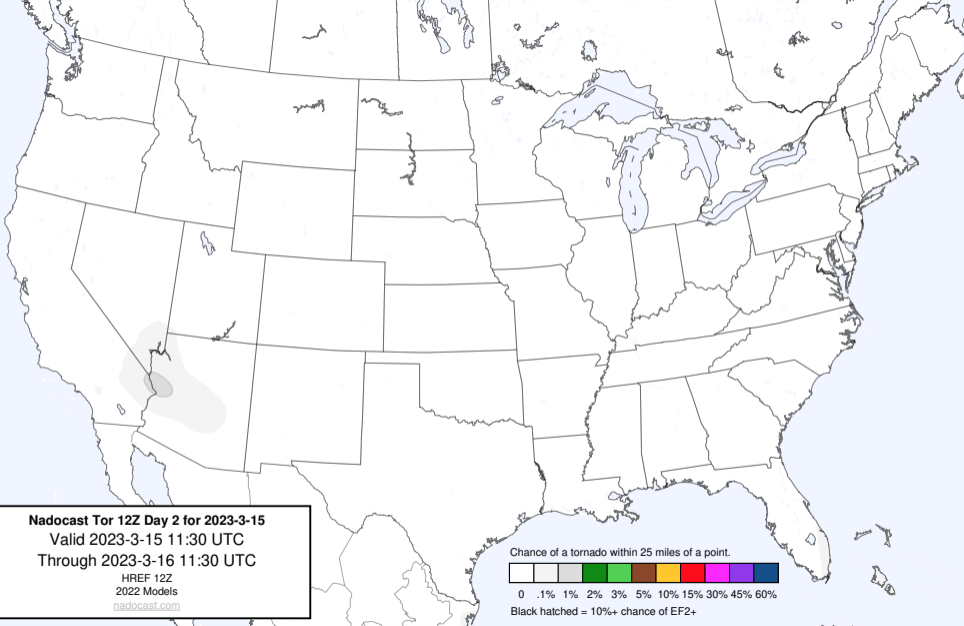 Nadocast Tor 12Z Day 2 for 2023-3-15
Valid 2023-3-15 11:30 UTC
Through 2023-3-16 11:30 UTC
HREF 12Z
2022 Models
nadocast.com
Chance of a tornado within 25 miles of a point.
0 .1% 1% 2% 3% 5% 10% 15% 30% 45% 60%
Black hatched = 10%+ chance of EF2+